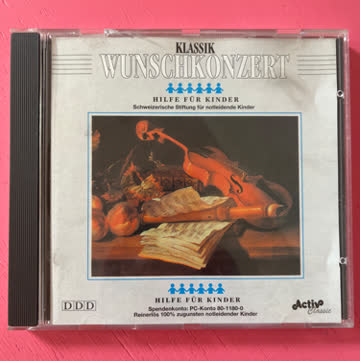 KLASSIK
WUNSCHKONZERT
HILFE FÜR KINDER
Schweizerische Stiftung für notleidende Kinder
HILFE FÜR KINDER
Spendenkonto: PC-Konto 80-1180-0
Reinerlös 100% zugunsten notleidender Kinder
DDD
Activ
Classic